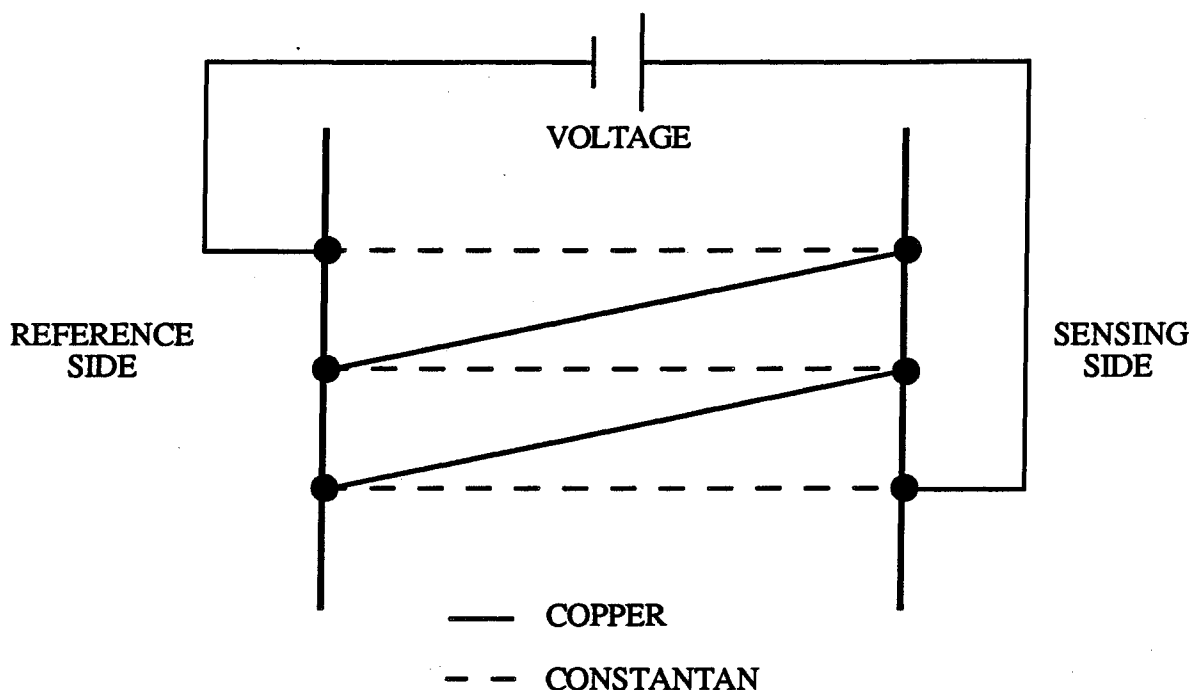 VOLTAGE
REFERENCE
SIDE
SENSING
SIDE
COPPER
CONSTANTAN